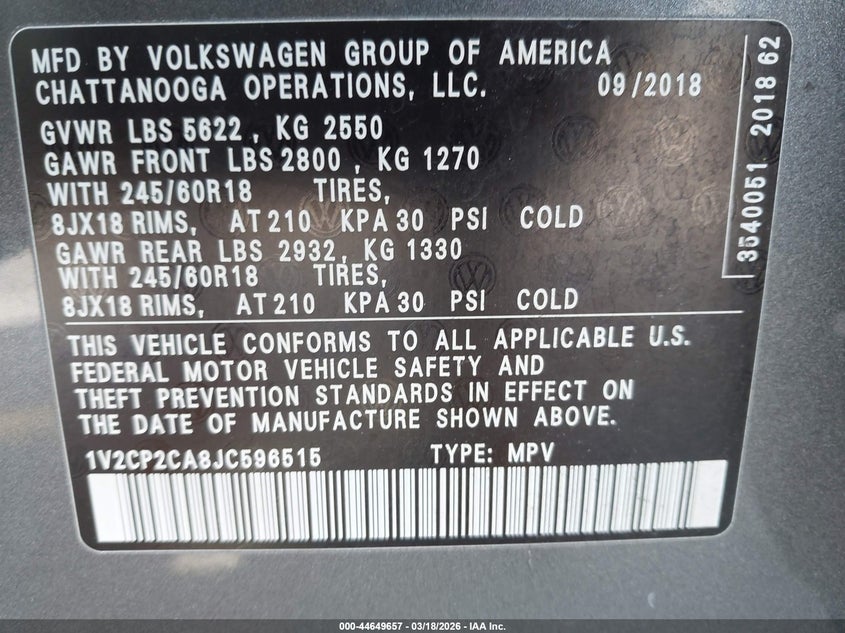 MFD BY VOLKSWAGEN GROUP OF AMERICA
CHATTANOOGA OPERATIONS, LLC. 09/2018
GVWR LBS 5622 , KG 2550
GAWR FRONT LBS 2800 , KG 1270
WITH 245/60R18 TIRES,
8JX18 RIMS, AT 210 KPA 30 PSI COLD
GAWR REAR LBS 2932 , KG 1330
WITH 245/60R18 TIRES,
8JX18 RIMS, AT 210 KPA 30 PSI COLD
THIS VEHICLE CONFORMS TO ALL APPLICABLE U.S.
FEDERAL MOTOR VEHICLE SAFETY AND
THEFT PREVENTION STANDARDS IN EFFECT ON
THE DATE OF MANUFACTURE SHOWN ABOVE.
1V2CP2CA8JC596515 TYPE: MPV
3540051 2018 62
000-44649657 - 03/18/2026 - IAA Inc.